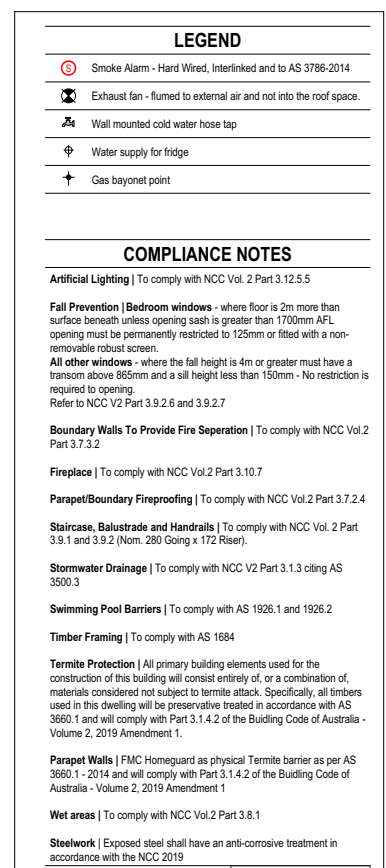 LEGEND
S Smoke Alarm - Hard Wired, Interlinked and to AS 3786-2014
Exhaust fan - flumed to external air and not into the roof space.
Wall mounted cold water hose tap
Water supply for fridge
Gas bayonet point
COMPLIANCE NOTES
Artificial Lighting | To comply with NCC Vol. 2 Part 3.12.5.5
Fall Prevention | Bedroom windows - where floor is 2m more than
surface beneath unless opening sash is greater than 1700mm AFL
opening must be permanently restricted to 125mm or fitted with a non-
removable robust screen.
All other windows - where the fall height is 4m or greater must have a
transom above 865mm and a sill height less than 150mm - No restriction is
required to opening.
Refer to NCC V2 Part 3.9.2.6 and 3.9.2.7
Boundary Walls To Provide Fire Seperation | To comply with NCC Vol.2
Part 3.7.3.2
Fireplace | To comply with NCC Vol.2 Part 3.10.7
Parapet/Boundary Fireproofing | To comply with NCC Vol.2 Part 3.7.2.4
Staircase, Balustrade and Handrails | To comply with NCC Vol. 2 Part
3.9.1 and 3.9.2 (Nom. 280 Going x 172 Riser).
Stormwater Drainage | To comply with NCC V2 Part 3.1.3 citing AS
3500.3
Swimming Pool Barriers | To comply with AS 1926.1 and 1926.2
Timber Framing | To comply with AS 1684
Termite Protection | All primary building elements used for the
construction of this building will consist entirely of, or a combination of,
materials considered not subject to termite attack. Specifically, all timbers
used in this dwelling will be preservative treated in accordance with AS
3660.1 and will comply with Part 3.1.4.2 of the Buidling Code of Australia -
Volume 2, 2019 Amendment 1.
Parapet Walls | FMC Homeguard as physical Termite barrier as per AS
3660.1 - 2014 and will comply with Part 3.1.4.2 of the Buidling Code of
Australia - Volume 2, 2019 Amendment 1
Wet areas | To comply with NCC Vol.2 Part 3.8.1
Steelwork | Exposed steel shall have an anti-corrosive treatment in
accordance with the NCC 2019